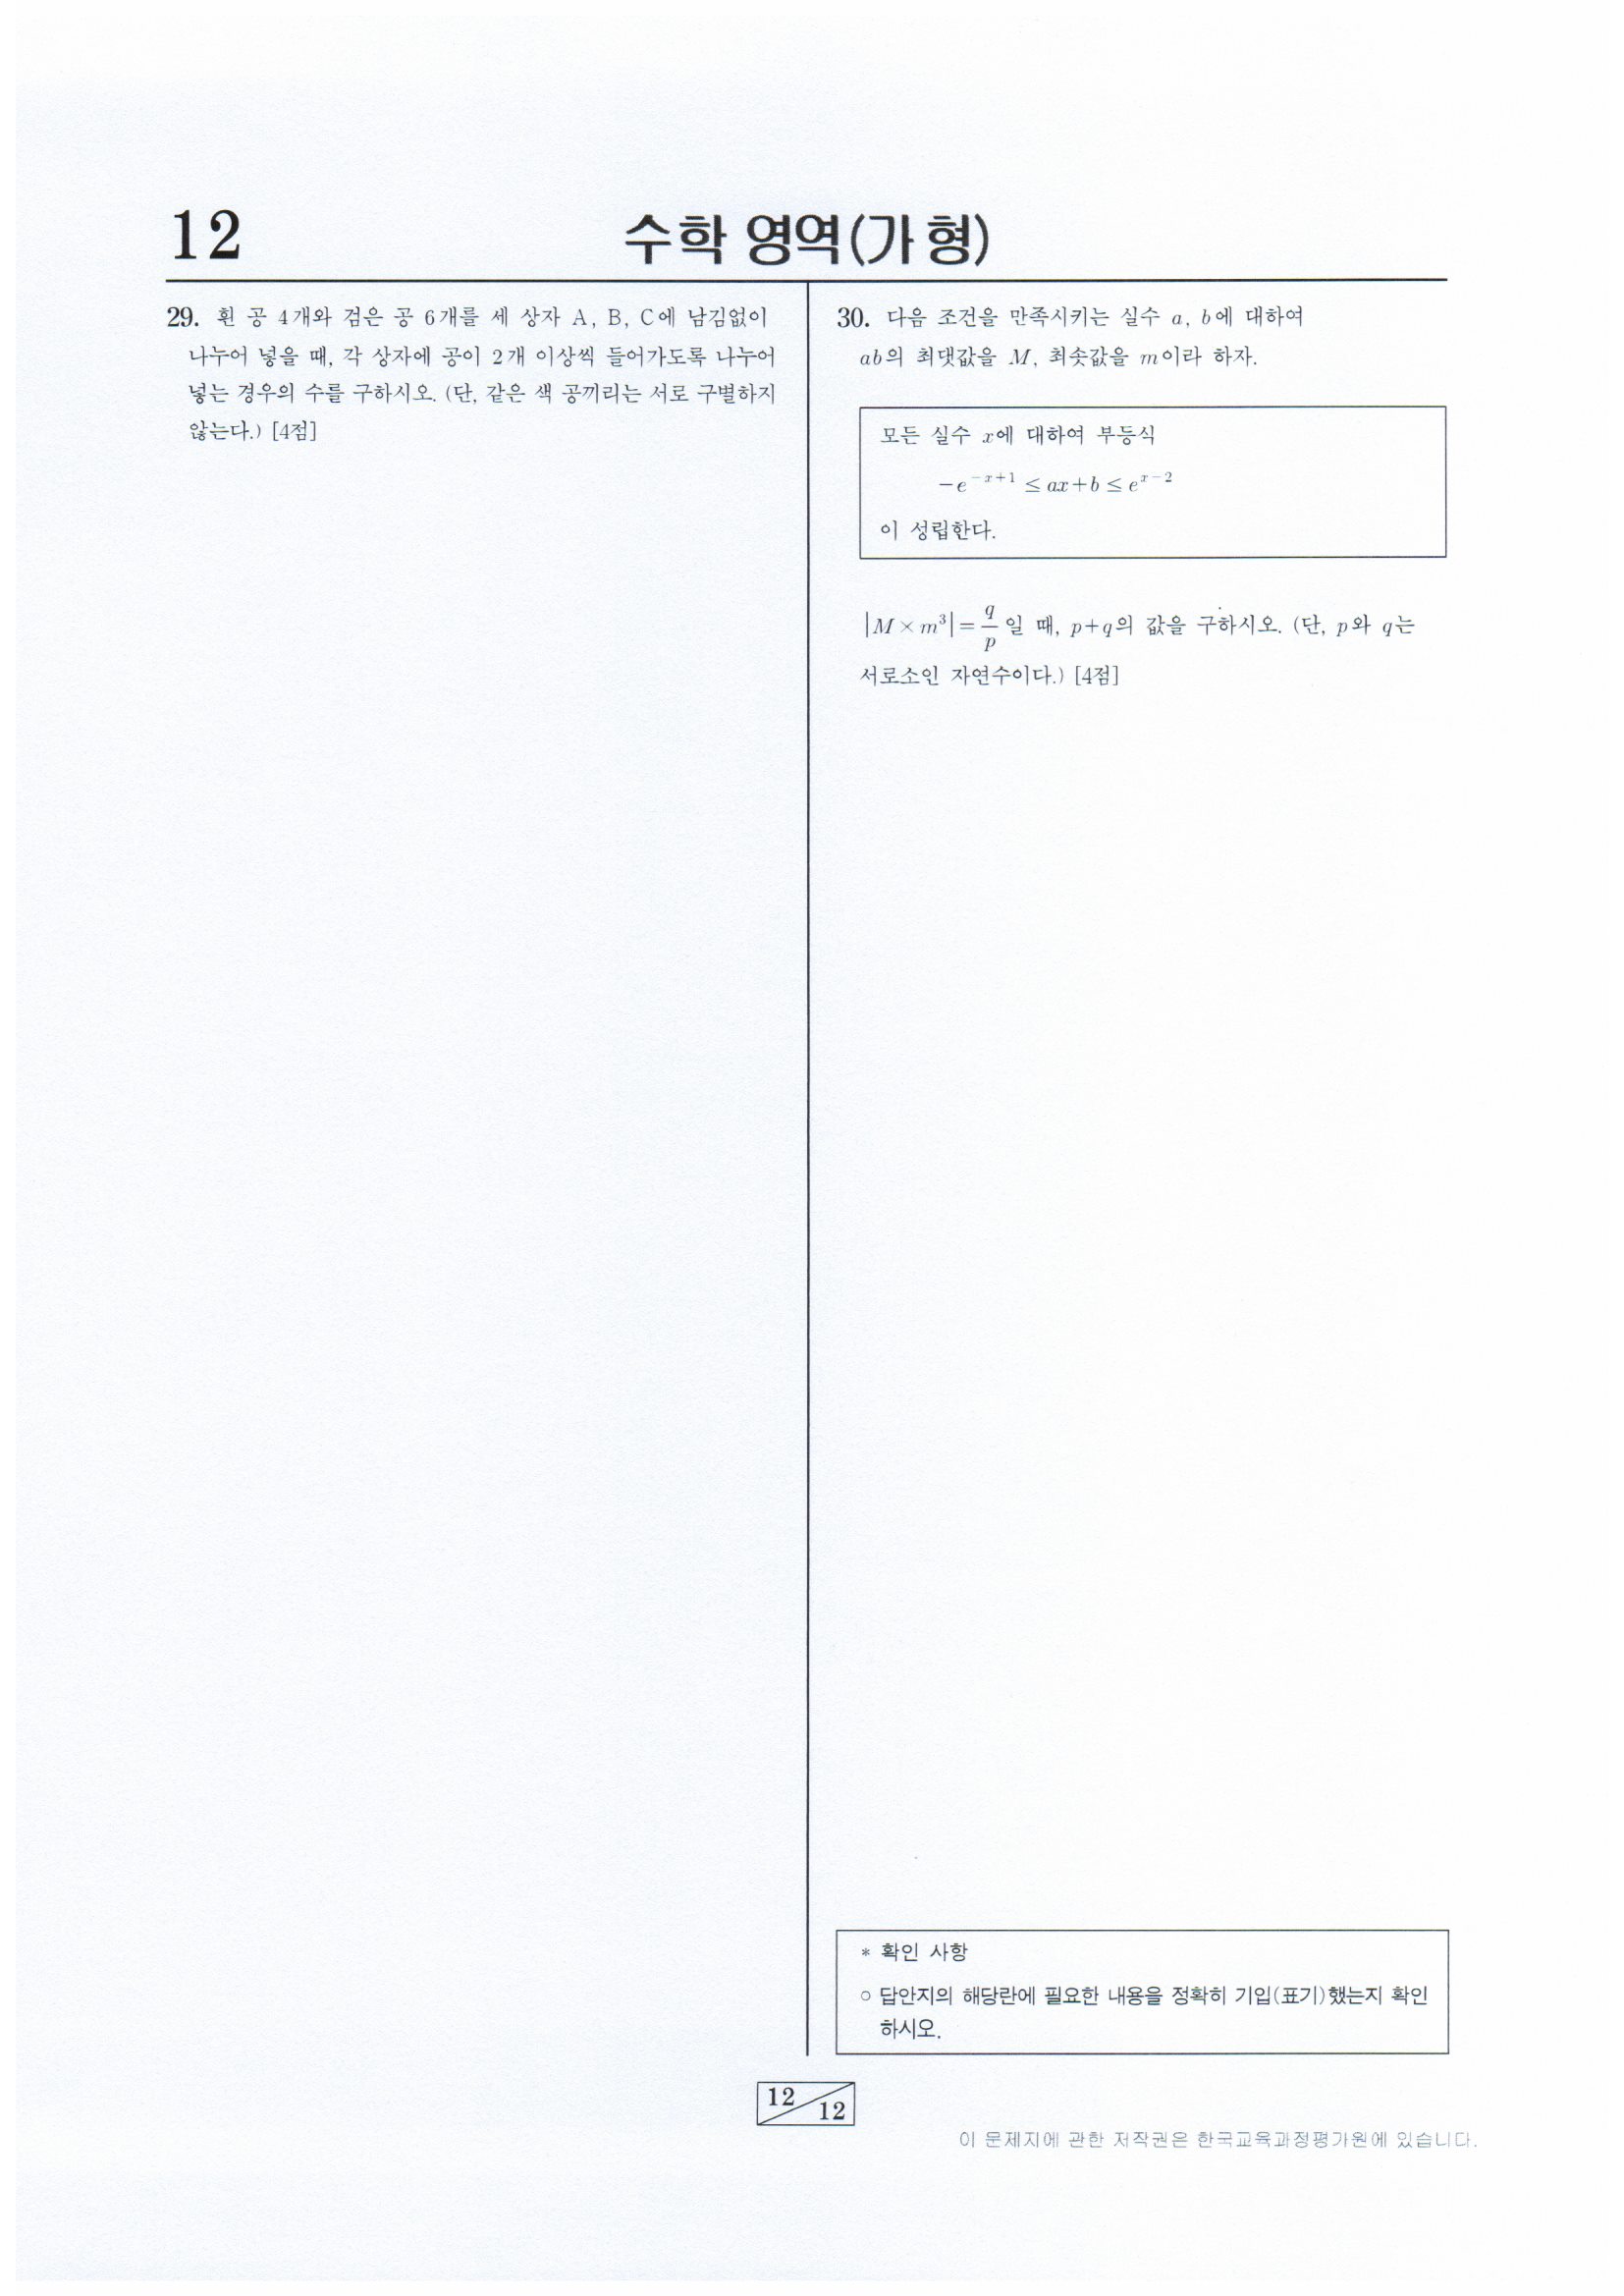 12
수학 영역(가 형)
29. 흰 공 4개와 검은 공 6개를 세 상자 A, B, C에 남김없이
나누어 넣을 때, 각 상자에 공이 2개 이상씩 들어가도록 나누어
넣는 경우의 수를 구하시오. (단, 같은 색 공끼리는 서로 구별하지
않는다.) [4점]
30. 다음 조건을 만족시키는 실수 a, b에 대하여
ab의 최댓값을 M, 최솟값을 m이라 하자.
모든 실수 x에 대하여 부등식
−e^{−x+1} ≤ ax+b ≤ e^{x−2}
이 성립한다.
|M×m³| = q/p 일 때, p+q의 값을 구하시오. (단, p와 q는
서로소인 자연수이다.) [4점]
* 확인 사항
○ 답안지의 해당란에 필요한 내용을 정확히 기입(표기)했는지 확인
하시오.
12
12
이 문제지에 관한 저작권은 한국교육과정평가원에 있습니다.